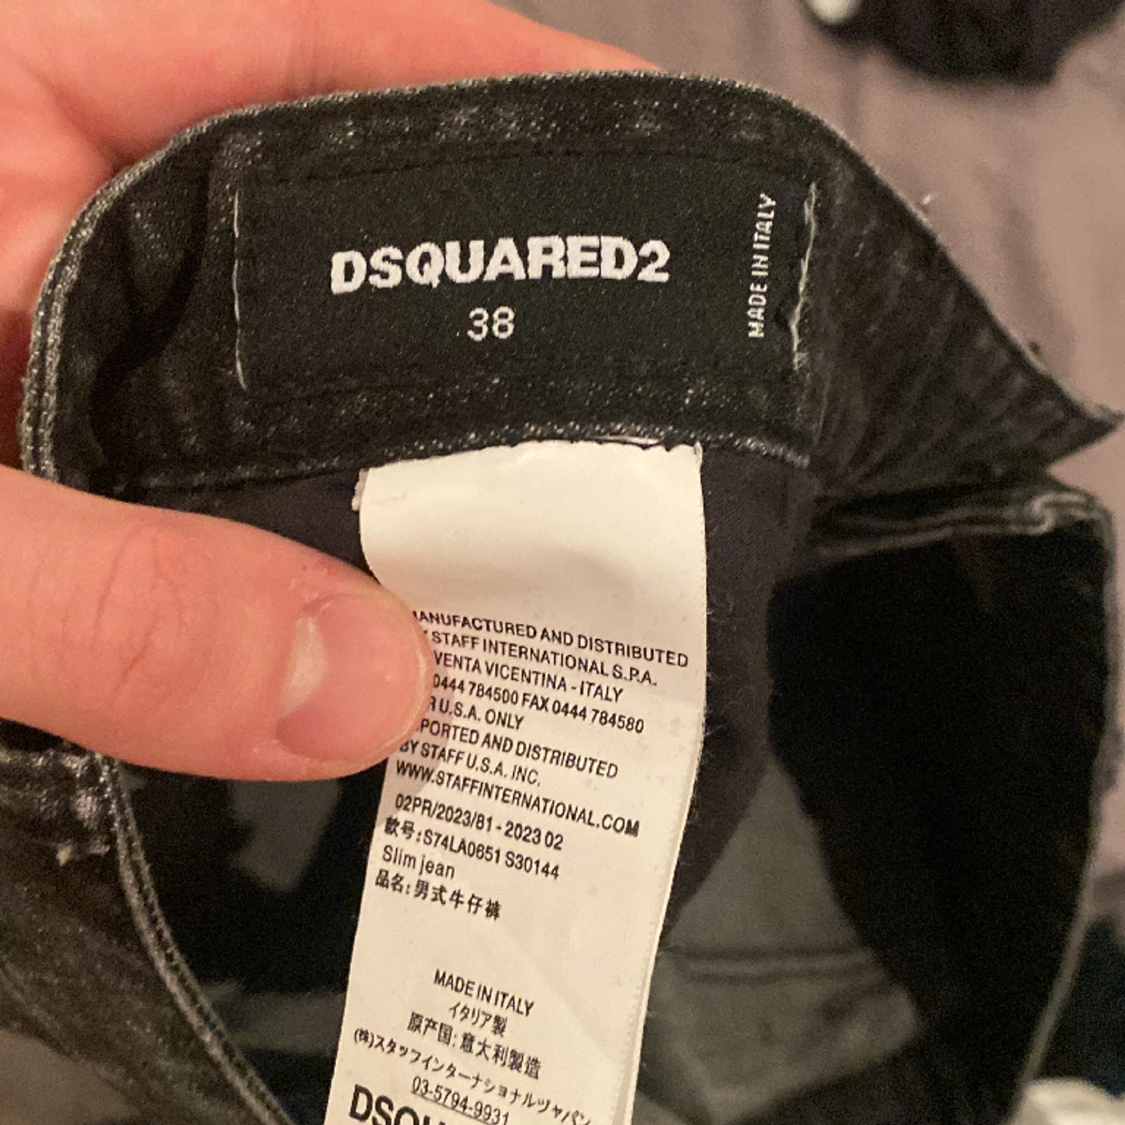 DSQUARED2
38
MADE IN ITALY
MANUFACTURED AND DISTRIBUTED
STAFF INTERNATIONAL S.P.A.
VENTA VICENTINA - ITALY
0444 784500 FAX 0444 784580
U.S.A. ONLY
PORTED AND DISTRIBUTED
BY STAFF U.S.A. INC.
WWW.STAFFINTERNATIONAL.COM
02PR/2023/81 - 2023 02
款号:S74LA0651 S30144
Slim jean
品名:男式牛仔裤
MADE IN ITALY
イタリア製
原产国:意大利製造
(株)スタッフインターナショナルヅャパン
03-5794-9931